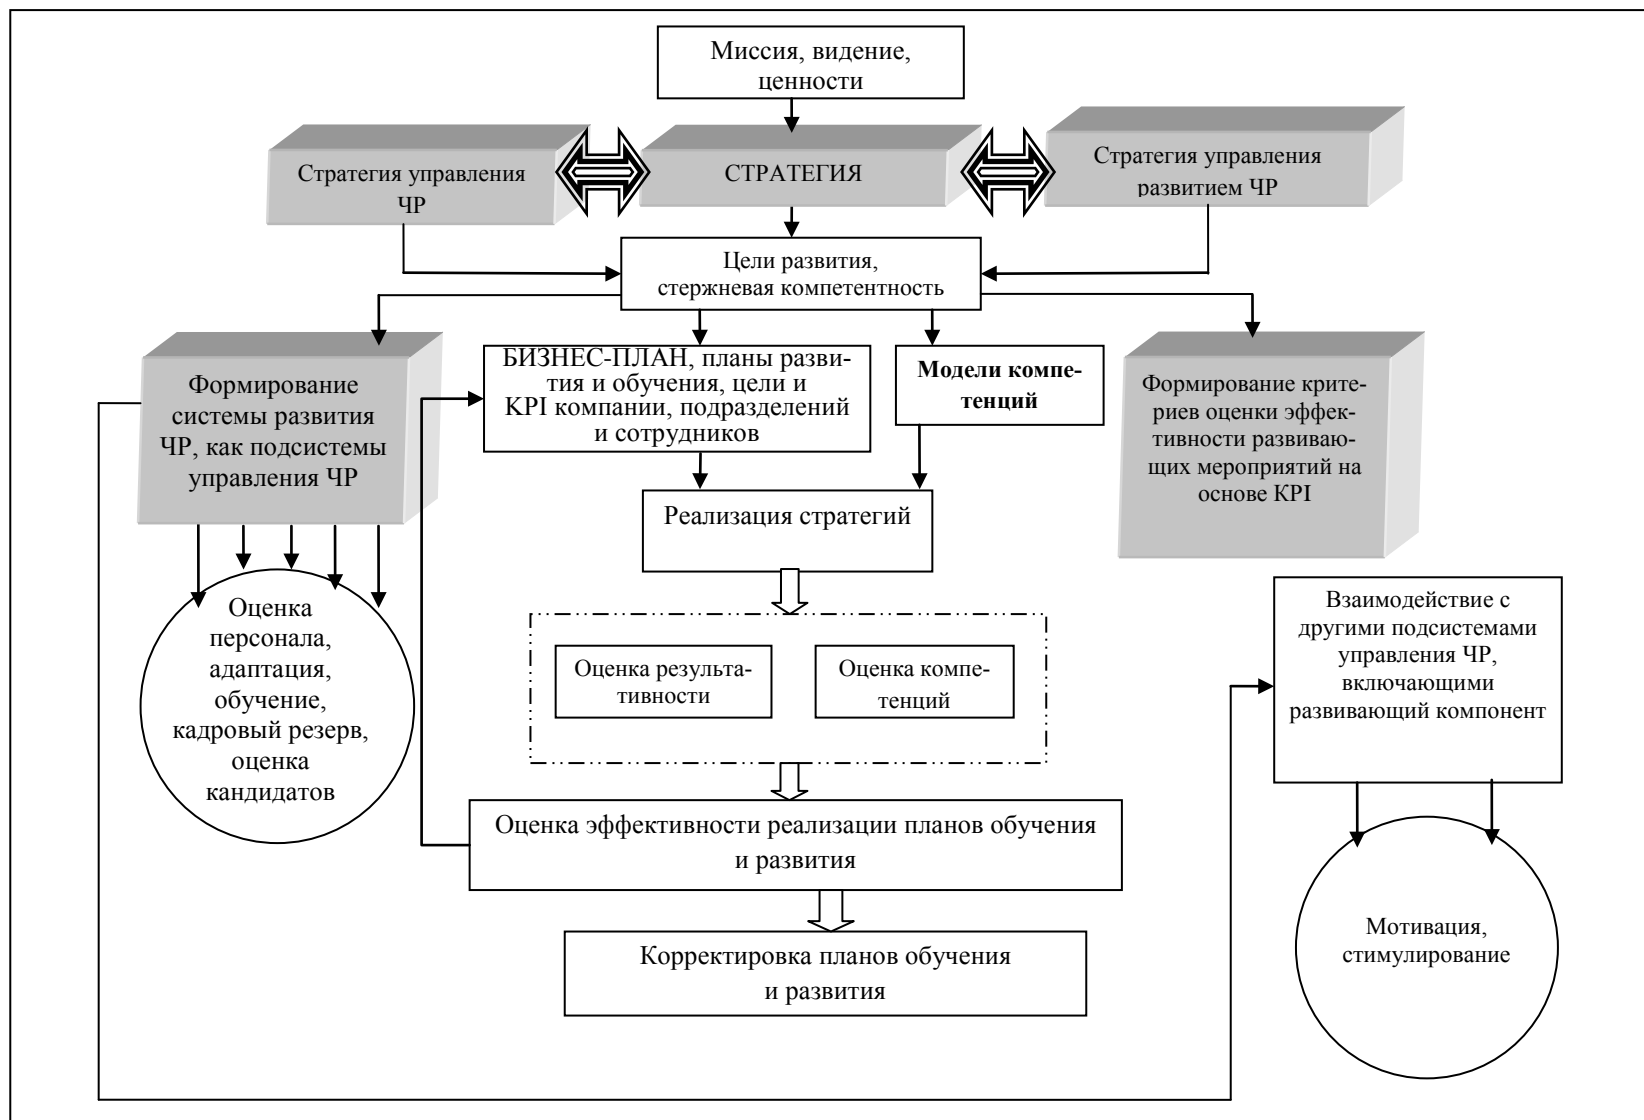 Миссия, видение,
ценности
Стратегия управления
ЧР
СТРАТЕГИЯ
Стратегия управления
развитием ЧР
Цели развития,
стержневая компетентность
Формирование
системы развития
ЧР, как подсистемы
управления ЧР
БИЗНЕС-ПЛАН, планы разви-
тия и обучения, цели и
KPI компании, подразделений
и сотрудников
Модели компе-
тенций
Формирование крите-
риев оценки эффек-
тивности развиваю-
щих мероприятий на
основе KPI
Реализация стратегий
Оценка
персонала,
адаптация,
обучение,
кадровый резерв,
оценка
кандидатов
Оценка результа-
тивности
Оценка компе-
тенций
Взаимодействие с
другими подсистемами
управления ЧР,
включающими
развивающий компонент
Оценка эффективности реализации планов обучения
и развития
Корректировка планов обучения
и развития
Мотивация,
стимулирование